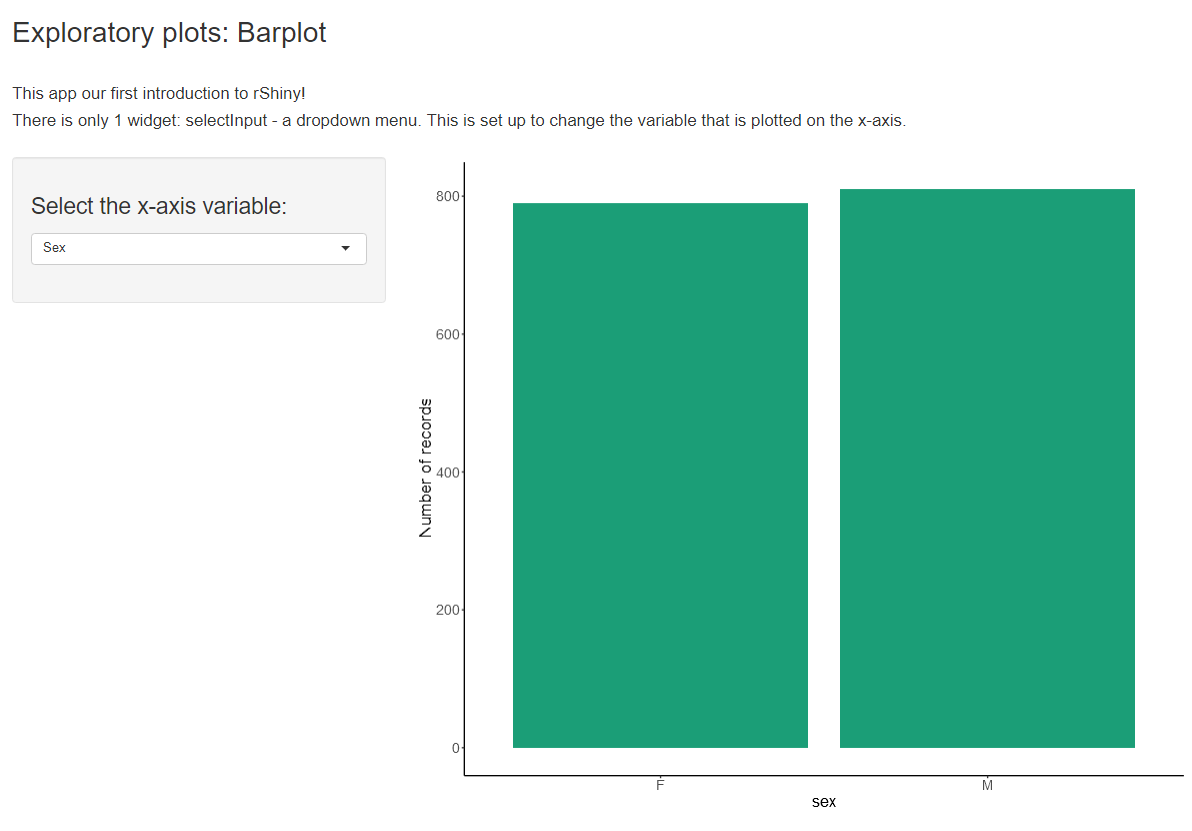 Exploratory plots: Barplot
This app our first introduction to rShiny!
There is only 1 widget: selectInput - a dropdown menu. This is set up to change the variable that is plotted on the x-axis.
Select the x-axis variable:
Sex
Number of records
800
600
400
200
0
F
M
sex